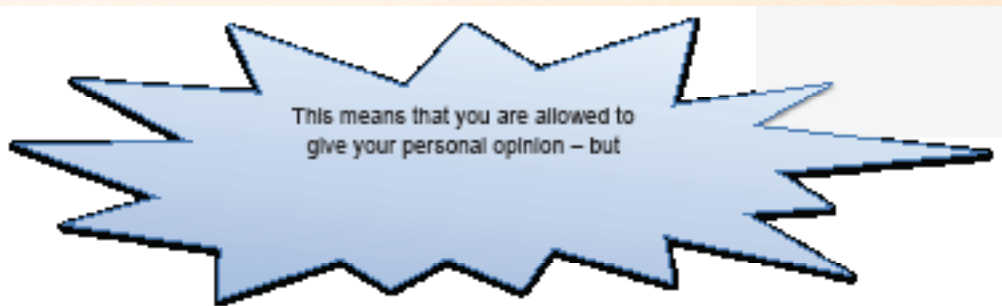 This means that you are allowed to
give your personal opinion – but